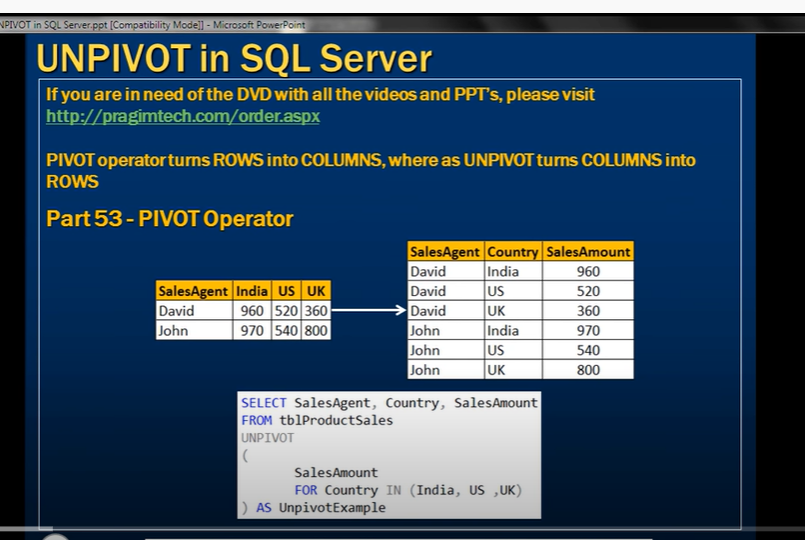 NPIVOT in SQL Server.ppt [Compatibility Mode]] - Microsoft PowerPoint
UNPIVOT in SQL Server
If you are in need of the DVD with all the videos and PPT's, please visit
http://pragimtech.com/order.aspx
PIVOT operator turns ROWS into COLUMNS, where as UNPIVOT turns COLUMNS into
ROWS
Part 53 - PIVOT Operator
SalesAgent India US UK
David 960 520 360
John 970 540 800
SalesAgent Country SalesAmount
David India 960
David US 520
David UK 360
John India 970
John US 540
John UK 800
SELECT SalesAgent, Country, SalesAmount
FROM tblProductSales
UNPIVOT
(
SalesAmount
FOR Country IN (India, US ,UK)
) AS UnpivotExample